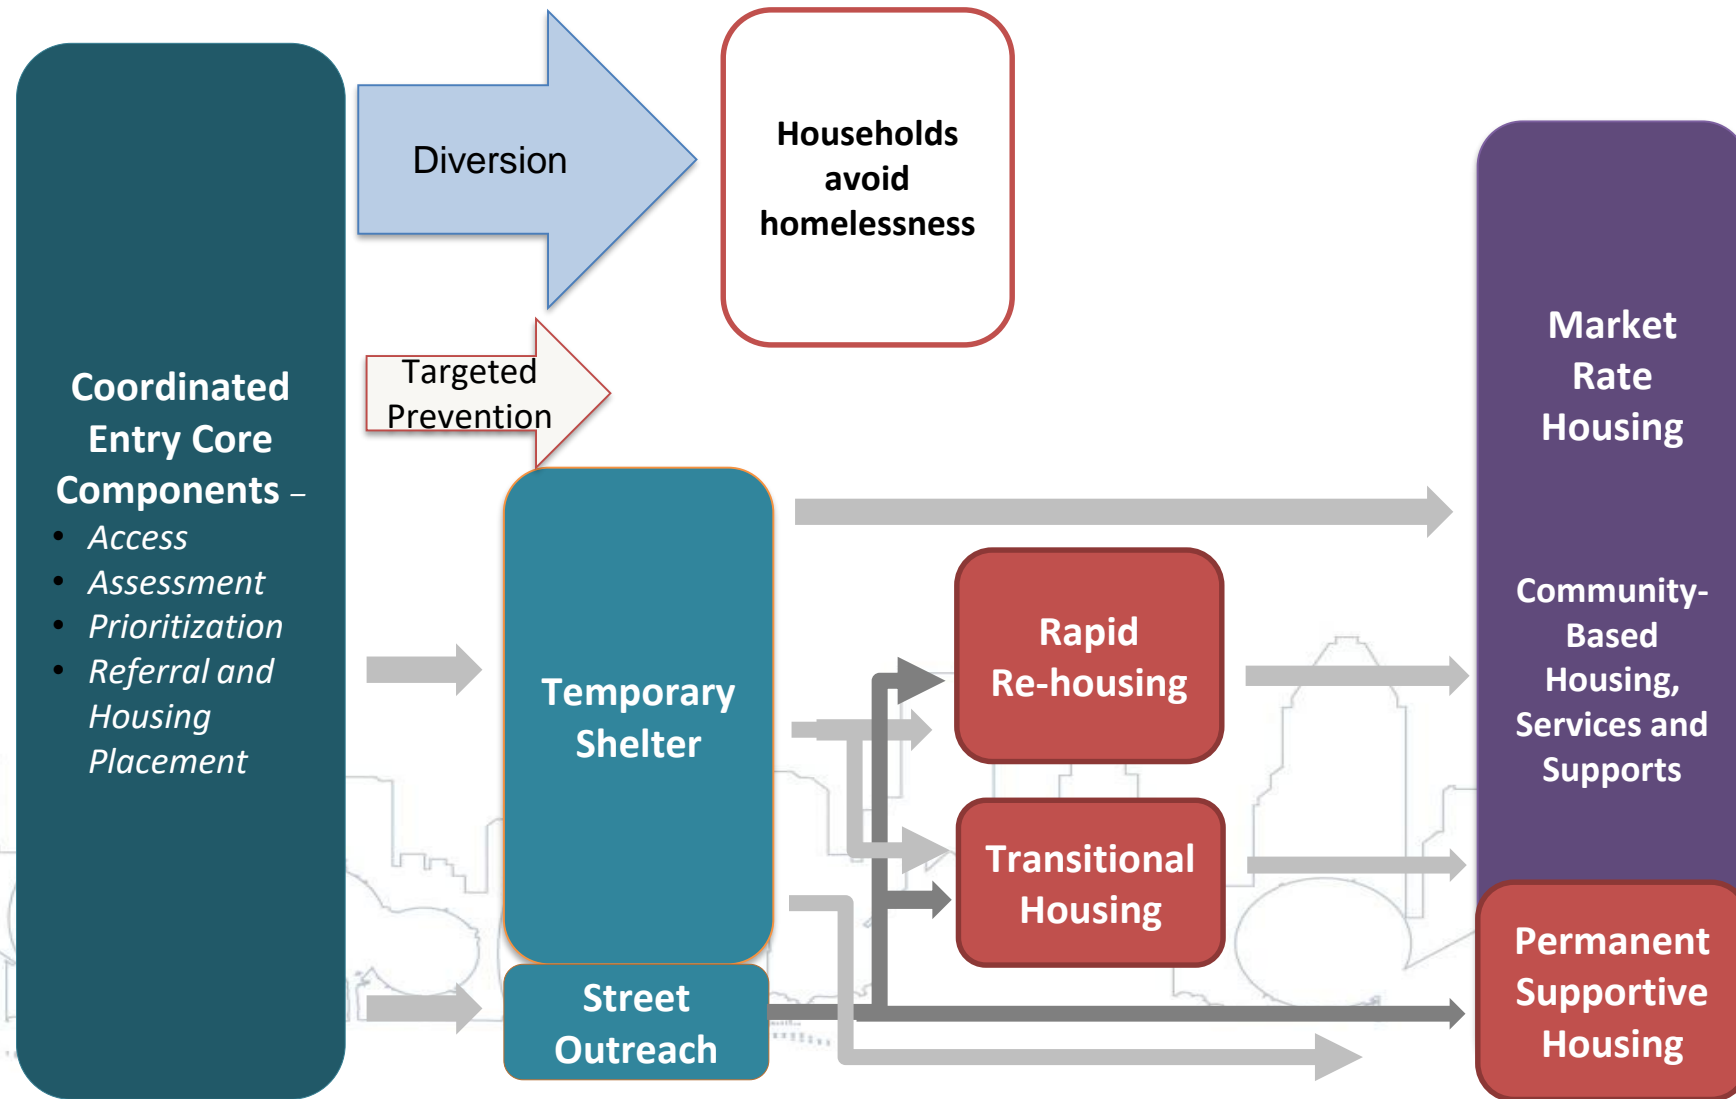 Coordinated
Entry Core
Components –
• Access
• Assessment
• Prioritization
• Referral and
Housing
Placement
Diversion
Households
avoid
homelessness
Targeted
Prevention
Temporary
Shelter
Street
Outreach
Rapid
Re-housing
Transitional
Housing
Market
Rate
Housing
Community-
Based
Housing,
Services and
Supports
Permanent
Supportive
Housing